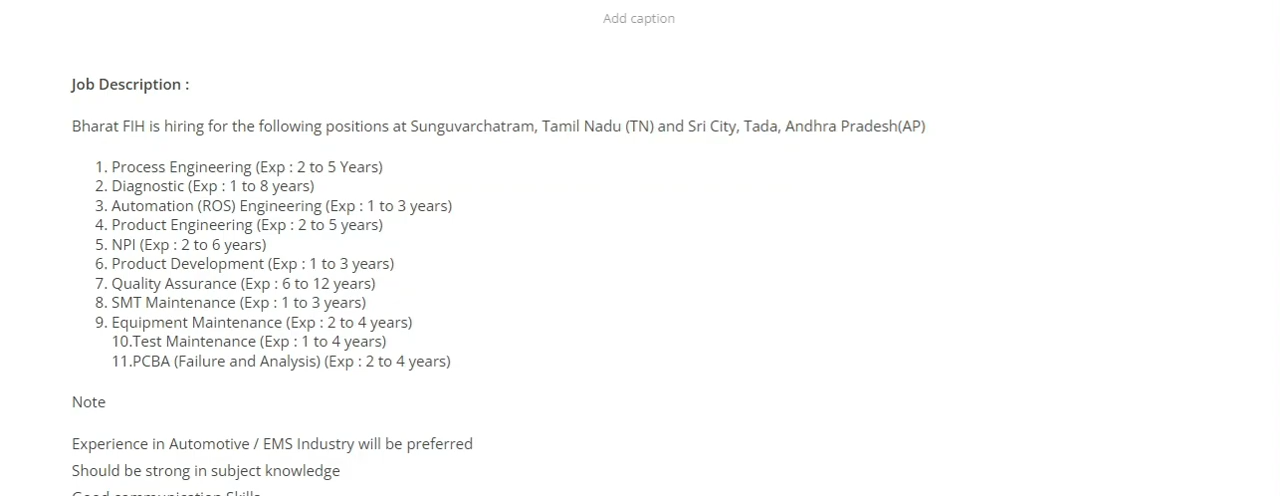 Add caption
Job Description :
Bharat FIH is hiring for the following positions at Sunguvarchatram, Tamil Nadu (TN) and Sri City, Tada, Andhra Pradesh(AP)
1. Process Engineering (Exp : 2 to 5 Years)
2. Diagnostic (Exp : 1 to 8 years)
3. Automation (ROS) Engineering (Exp : 1 to 3 years)
4. Product Engineering (Exp : 2 to 5 years)
5. NPI (Exp : 2 to 6 years)
6. Product Development (Exp : 1 to 3 years)
7. Quality Assurance (Exp : 6 to 12 years)
8. SMT Maintenance (Exp : 1 to 3 years)
9. Equipment Maintenance (Exp : 2 to 4 years)
10.Test Maintenance (Exp : 1 to 4 years)
11.PCBA (Failure and Analysis) (Exp : 2 to 4 years)
Note
Experience in Automotive / EMS Industry will be preferred
Should be strong in subject knowledge
Good communication Skills